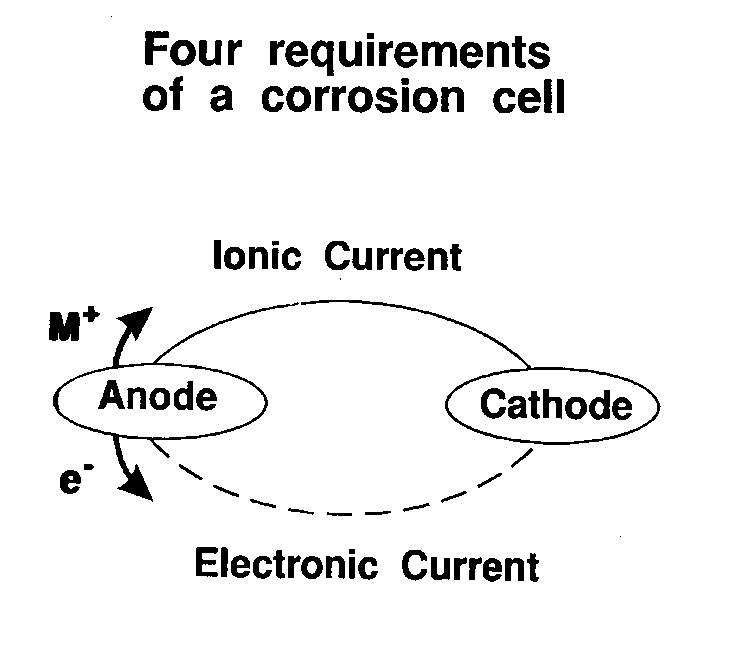 Four requirements
of a corrosion cell
Ionic Current
M⁺
Anode
Cathode
e⁻
Electronic Current